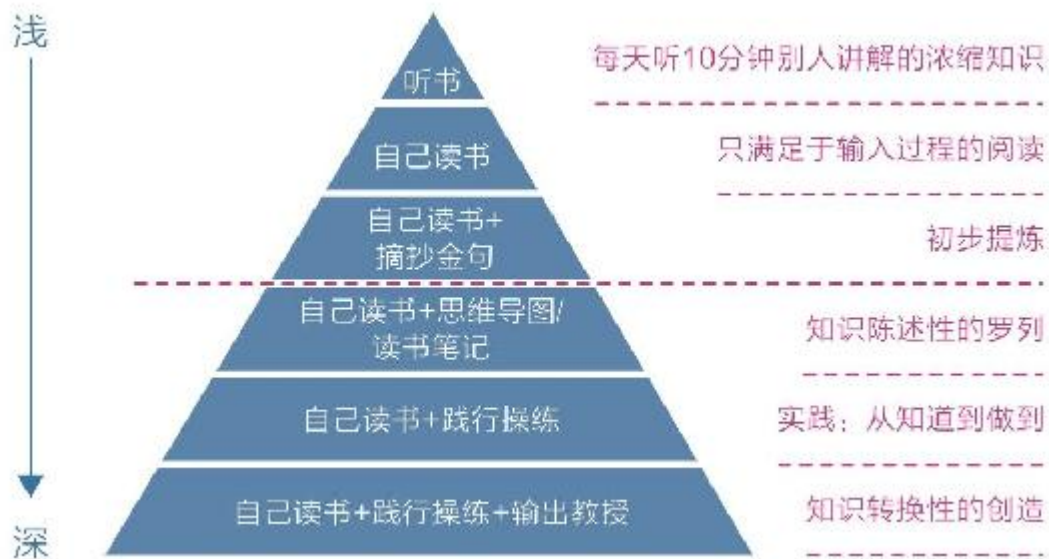 浅
听书
每天听10分钟别人讲解的浓缩知识
自己读书
只满足于输入过程的阅读
自己读书+
摘抄金句
初步提炼
自己读书+思维导图/
读书笔记
知识陈述性的罗列
自己读书+践行操练
实践：从知道到做到
自己读书+践行操练+输出教授
知识转换性的创造
深